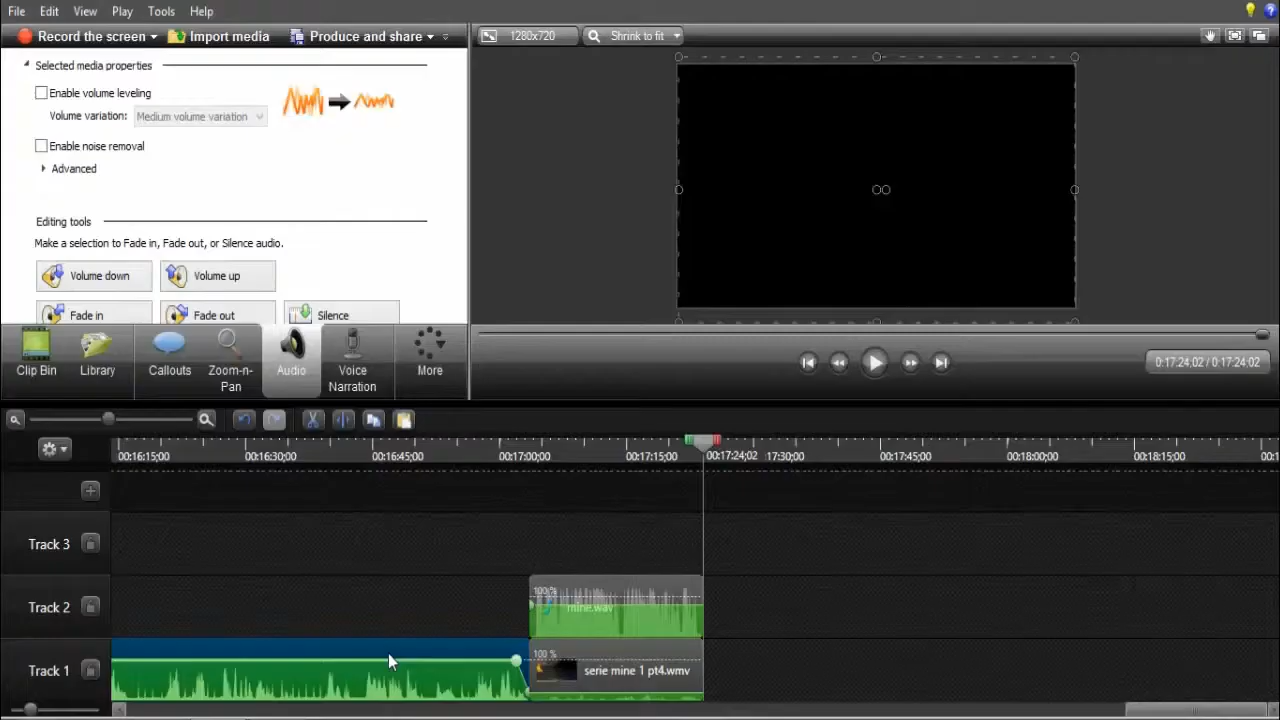 File Edit View Play Tools Help
Record the screen Import media Produce and share 1280x720 Shrink to fit
Selected media properties
Enable volume leveling
Volume variation: Medium volume variation
Enable noise removal
Advanced
Editing tools
Make a selection to Fade in, Fade out, or Silence audio.
Volume down Volume up
Fade in Fade out Silence
Clip Bin Library Callouts Zoom-n-Pan Audio Voice Narration More
0:17:24,02 / 0:17:24,02
00:16:15;00 00:16:30;00 00:16:45;00 00:17:00;00 00:17:15;00 00:17:24;02 :17:30;00 00:17:45;00 00:18:00;00 00:18:15;00 00:1
Track 3
100 %
Track 2 mine.wav
100 %
Track 1 serie mine 1 pt4.wmv